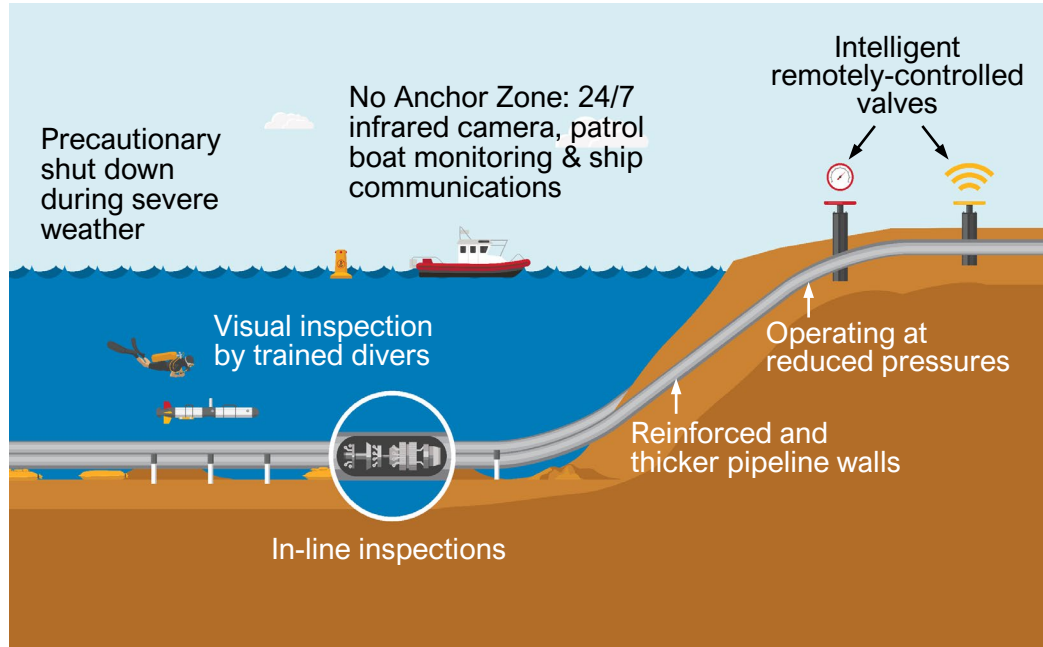 Precautionary
shut down
during severe
weather
No Anchor Zone: 24/7
infrared camera, patrol
boat monitoring & ship
communications
Intelligent
remotely-controlled
valves
Visual inspection
by trained divers
Operating at
reduced pressures
Reinforced and
thicker pipeline walls
In-line inspections